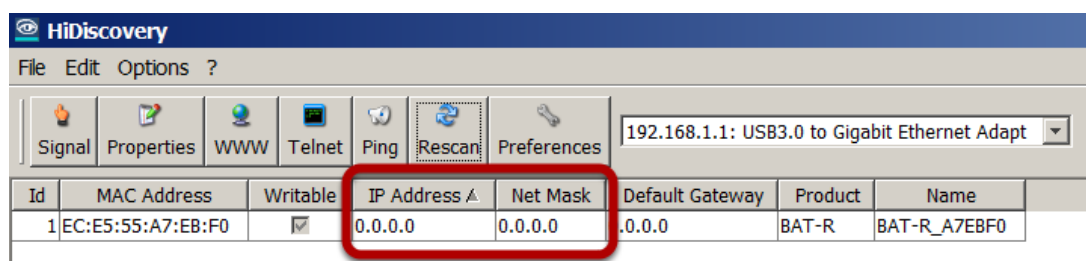 HiDiscovery
File Edit Options ?
Signal Properties WWW Telnet Ping Rescan Preferences 192.168.1.1: USB3.0 to Gigabit Ethernet Adapt
Id MAC Address Writable IP Address Net Mask Default Gateway Product Name
1 EC:E5:55:A7:EB:F0 0.0.0.0 0.0.0.0 .0.0.0 BAT-R BAT-R_A7EBF0